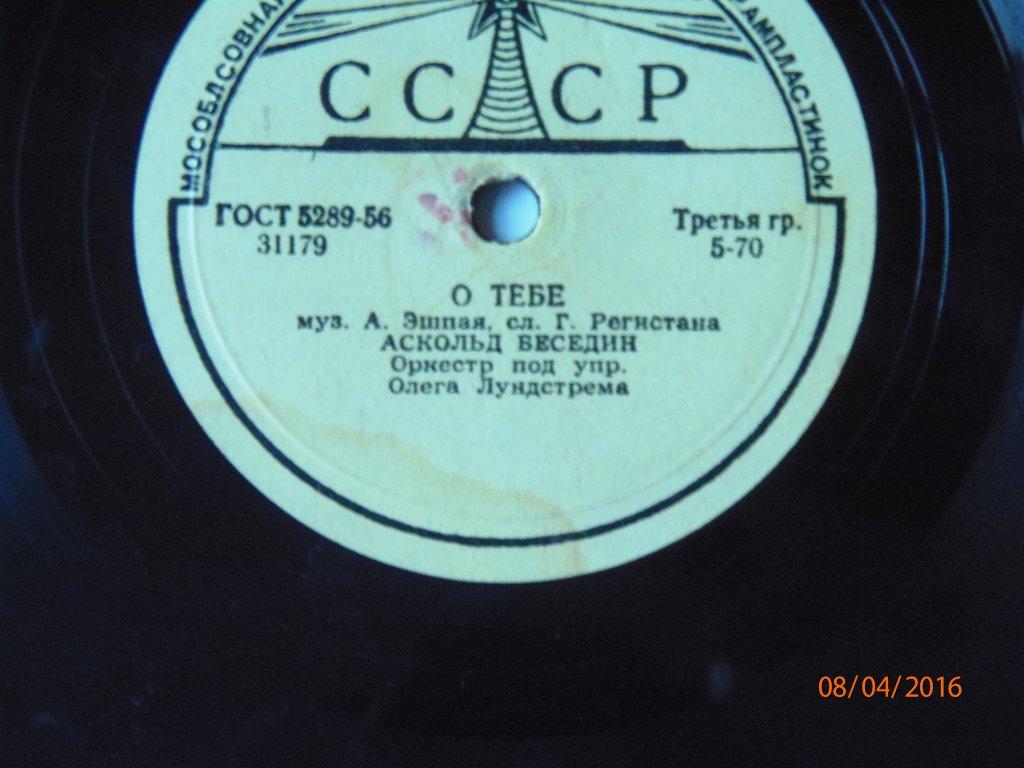 МОСОБЛСОВНАР
АМПЛАСТИНОК
СССР
ГОСТ 5289-56
31179
Третья гр.
5-70
О ТЕБЕ
муз. А. Эшпая, сл. Г. Регистана
АСКОЛЬД БЕСЕДИН
Оркестр под упр.
Олега Лундстрема
08/04/2016